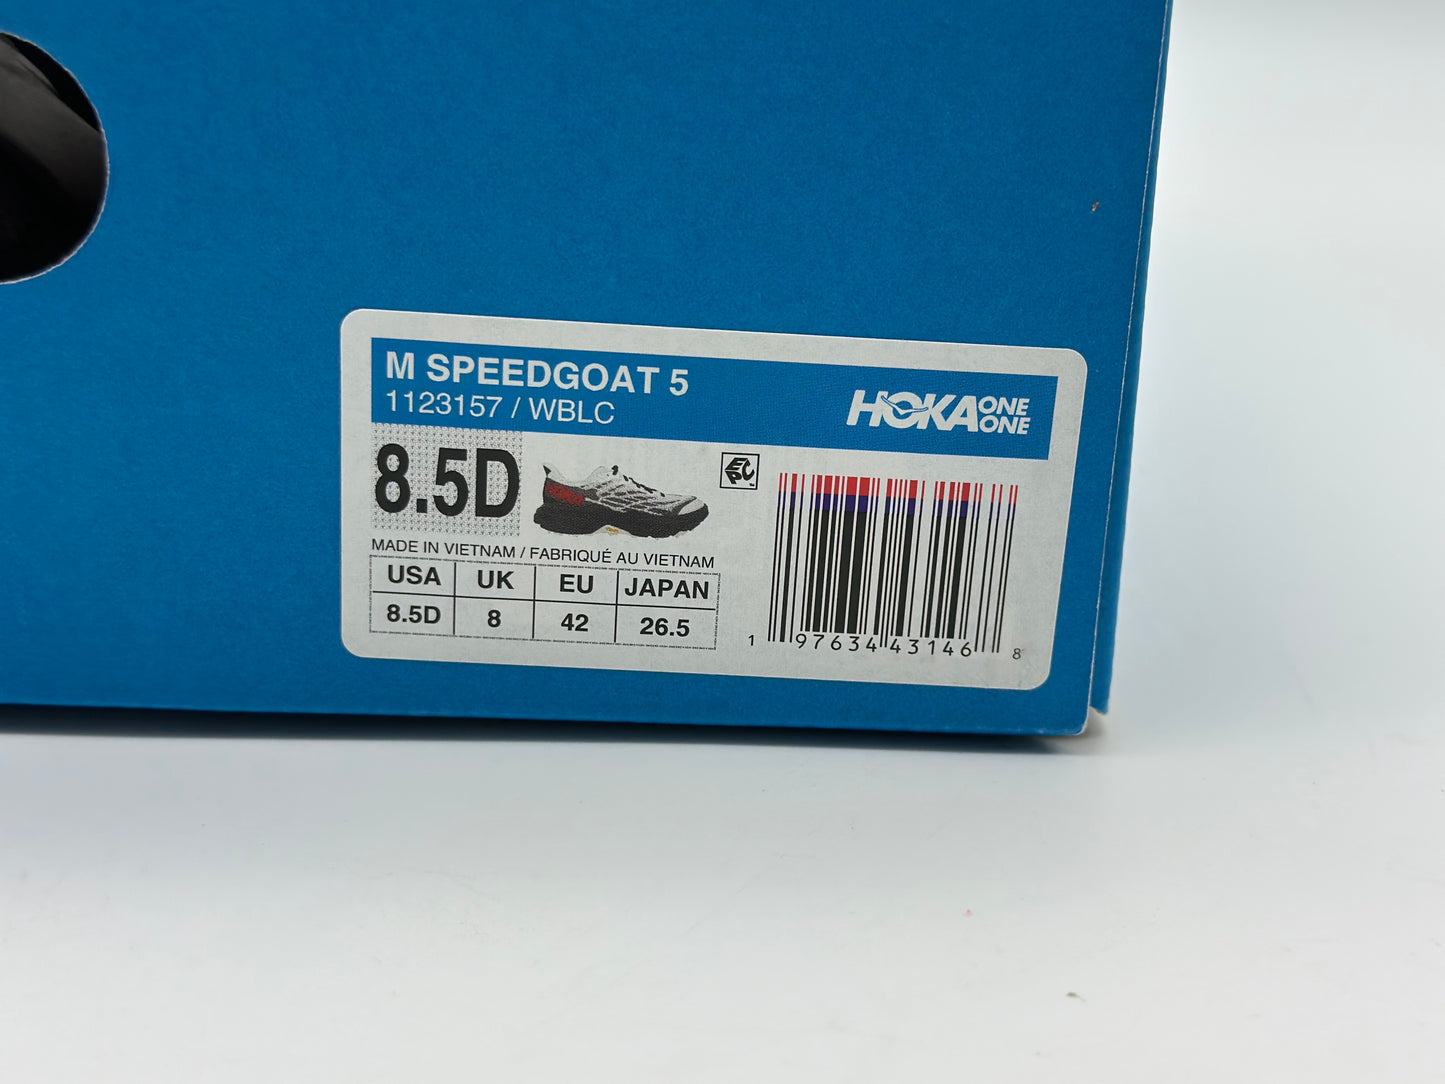 M SPEEDGOAT 5
1123157 / WBLC
HOKA ONE ONE
8.5D
EPC
MADE IN VIETNAM / FABRIQUÉ AU VIETNAM
USA UK EU JAPAN
8.5D 8 42 26.5
1 97634 43146 8